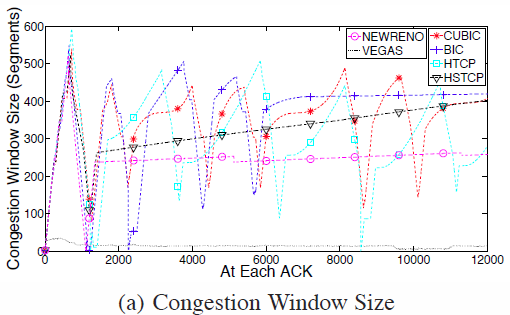 Congestion Window Size (Segments)
600
500
400
300
200
100
0
0 2000 4000 6000 8000 10000 12000
At Each ACK
NEWRENO
VEGAS
CUBIC
BIC
HTCP
HSTCP
(a) Congestion Window Size